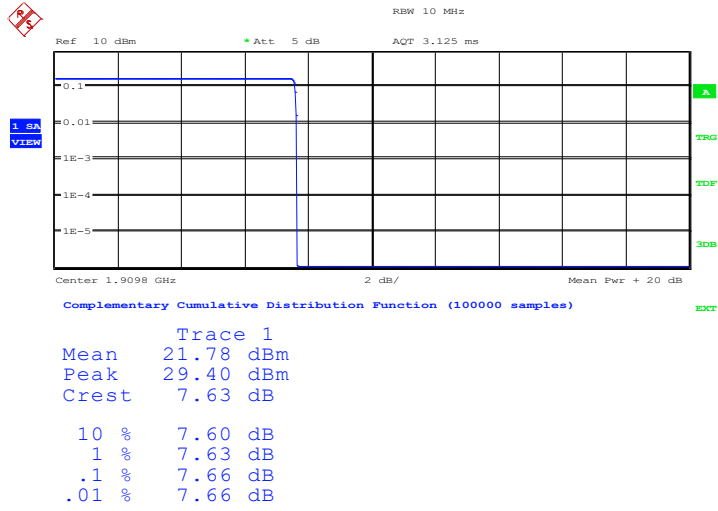 RBW 10 MHz
Ref 10 dBm * Att 5 dB AQT 3.125 ms
R S
0.1
A
0.01
1 SA
VIEW
TRG
1E-3
TDF
1E-4
1E-5
3DB
Center 1.9098 GHz 2 dB/ Mean Pwr + 20 dB
Complementary Cumulative Distribution Function (100000 samples)
EXT
Trace 1
Mean 21.78 dBm
Peak 29.40 dBm
Crest 7.63 dB
10 % 7.60 dB
1 % 7.63 dB
.1 % 7.66 dB
.01 % 7.66 dB